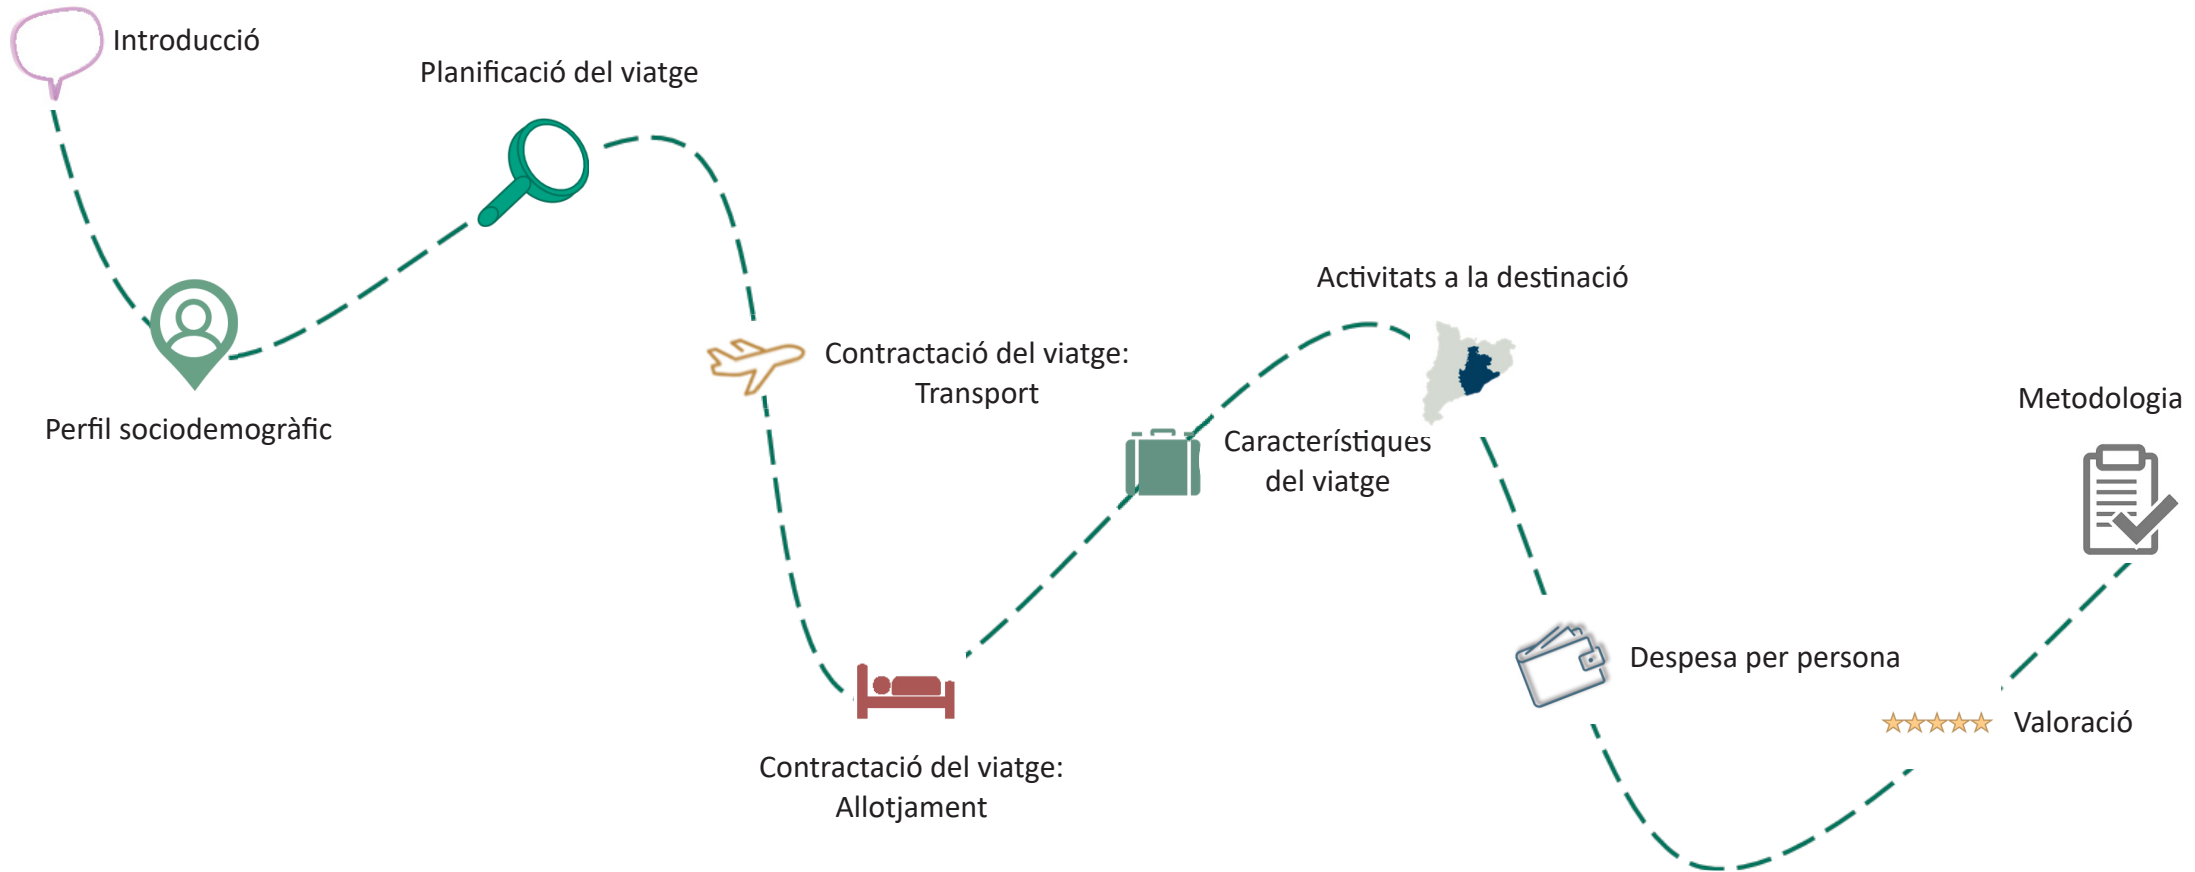 Introducció
Perfil sociodemogràfic
Planificació del viatge
Contractació del viatge:
Transport
Contractació del viatge:
Allotjament
Característiques
del viatge
Activitats a la destinació
Despesa per persona
Valoració
Metodologia